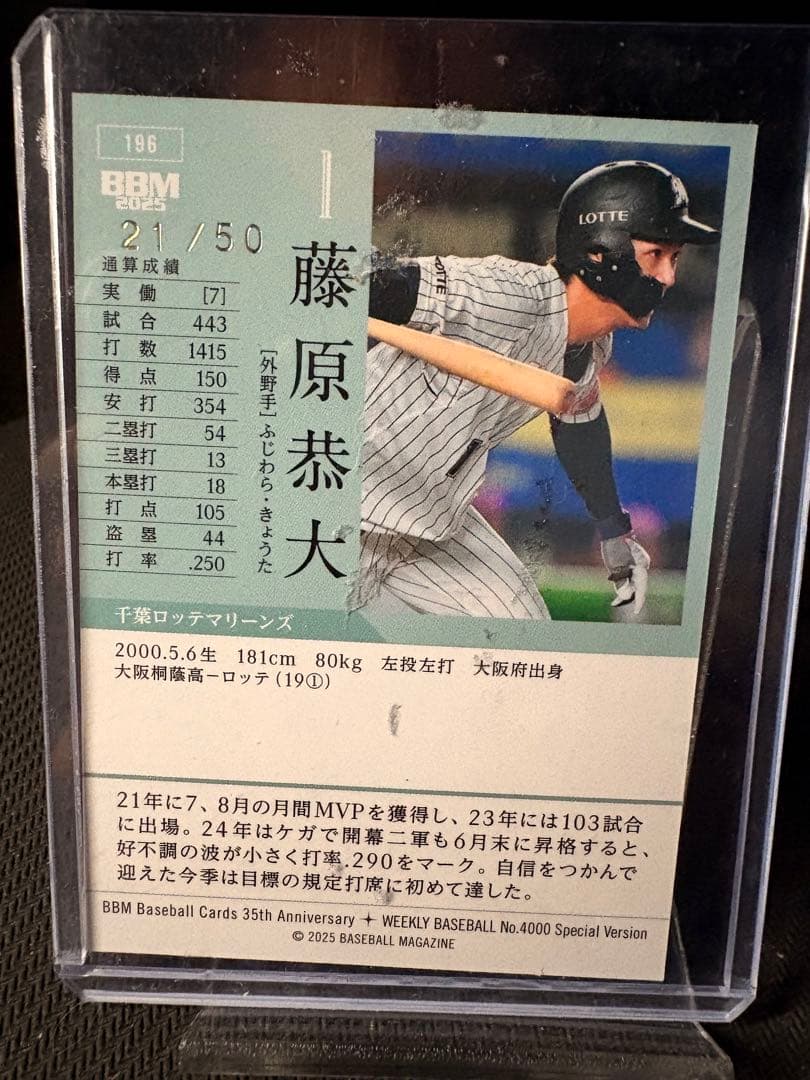 196
BBM
2025
21/50
通算成績
実働 [7]
試合 443
打数 1415
得点 150
安打 354
二塁打 54
三塁打 13
本塁打 18
打点 105
盗塁 44
打率 .250
1
藤原恭大
[外野手] ふじわら・きょうた
LOTTE
LOTTE
千葉ロッテマリーンズ
2000.5.6生 181cm 80kg 左投左打 大阪府出身
大阪桐蔭高－ロッテ(19①)
21年に7、8月の月間MVPを獲得し、23年には103試合
に出場。24年はケガで開幕二軍も6月末に昇格すると、
好不調の波が小さく打率.290をマーク。自信をつかんで
迎えた今季は目標の規定打席に初めて達した。
BBM Baseball Cards 35th Anniversary ✦ WEEKLY BASEBALL No.4000 Special Version
© 2025 BASEBALL MAGAZINE